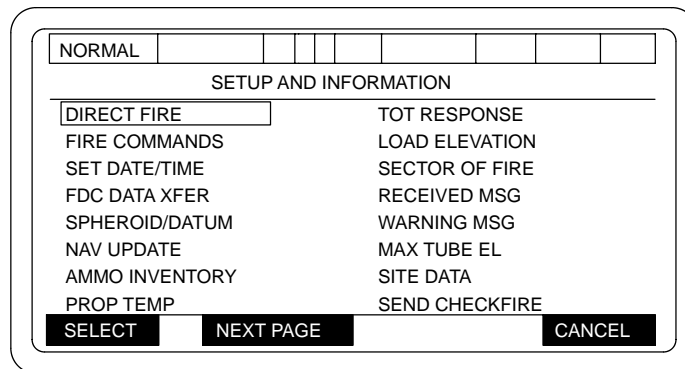 NORMAL
SETUP AND INFORMATION
DIRECT FIRE TOT RESPONSE
FIRE COMMANDS LOAD ELEVATION
SET DATE/TIME SECTOR OF FIRE
FDC DATA XFER RECEIVED MSG
SPHEROID/DATUM WARNING MSG
NAV UPDATE MAX TUBE EL
AMMO INVENTORY SITE DATA
PROP TEMP SEND CHECKFIRE
SELECT NEXT PAGE CANCEL